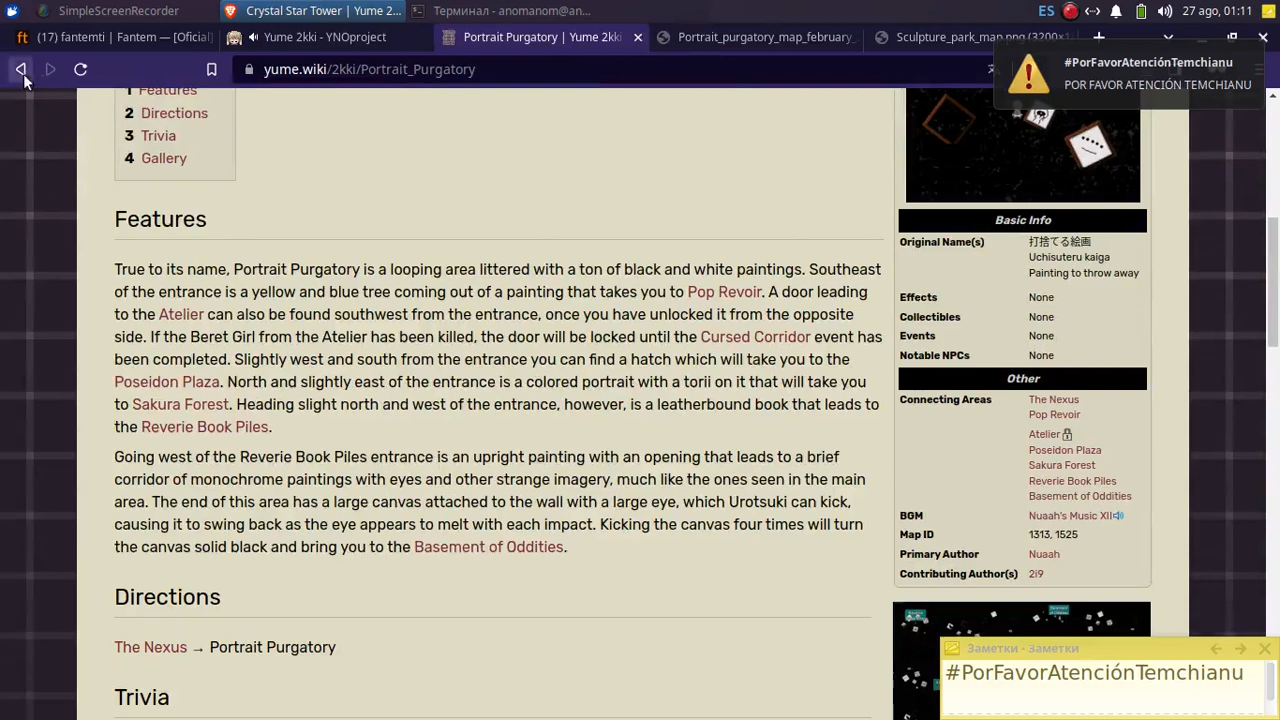 SimpleScreenRecorder
Crystal Star Tower | Yume 2...
Терминал - anomanom@an...
ES
27 ago, 01:11
(17) fantemti | Fantem — [Oficial]
Yume 2kki - YNOproject
Portrait Purgatory | Yume 2kki
Portrait_purgatory_map_february_
Sculpture_park_map.png (3200×1
yume.wiki/2kki/Portrait_Purgatory
#PorFavorAtenciónTemchianu
POR FAVOR ATENCIÓN TEMCHIANU
1 Features
2 Directions
3 Trivia
4 Gallery
Features
True to its name, Portrait Purgatory is a looping area littered with a ton of black and white paintings. Southeast
of the entrance is a yellow and blue tree coming out of a painting that takes you to Pop Revoir. A door leading
to the Atelier can also be found southwest from the entrance, once you have unlocked it from the opposite
side. If the Beret Girl from the Atelier has been killed, the door will be locked until the Cursed Corridor event has
been completed. Slightly west and south from the entrance you can find a hatch which will take you to the
Poseidon Plaza. North and slightly east of the entrance is a colored portrait with a torii on it that will take you
to Sakura Forest. Heading slight north and west of the entrance, however, is a leatherbound book that leads to
the Reverie Book Piles.
Going west of the Reverie Book Piles entrance is an upright painting with an opening that leads to a brief
corridor of monochrome paintings with eyes and other strange imagery, much like the ones seen in the main
area. The end of this area has a large canvas attached to the wall with a large eye, which Urotsuki can kick,
causing it to swing back as the eye appears to melt with each impact. Kicking the canvas four times will turn
the canvas solid black and bring you to the Basement of Oddities.
Directions
The Nexus → Portrait Purgatory
Trivia
Basic Info
Original Name(s) 打捨てる絵画
Uchisuteru kaiga
Painting to throw away
Effects None
Collectibles None
Events None
Notable NPCs None
Other
Connecting Areas The Nexus
Pop Revoir
Atelier
Poseidon Plaza
Sakura Forest
Reverie Book Piles
Basement of Oddities
BGM Nuaah's Music XII
Map ID 1313, 1525
Primary Author Nuaah
Contributing Author(s) 2i9
Заметки - Заметки
#PorFavorAtenciónTemchianu